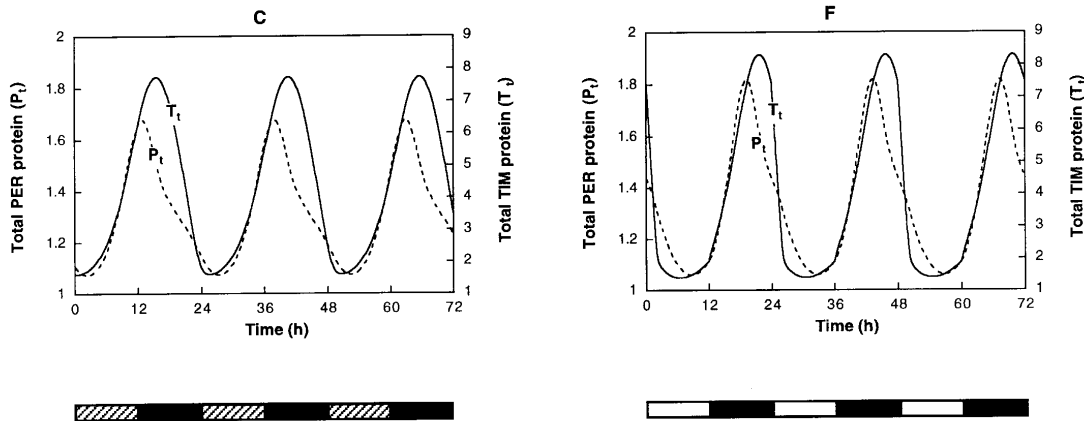 C
Total PER protein (Pt)
2
1.8
1.6
1.4
1.2
1
9
8
7
6
5
4
3
2
1
Total TIM protein (Tt)
Tt
Pt
0 12 24 36 48 60 72
Time (h)
F
Total PER protein (Pt)
2
1.8
1.6
1.4
1.2
1
9
8
7
6
5
4
3
2
1
Total TIM protein (Tt)
Tt
Pt
0 12 24 36 48 60 72
Time (h)